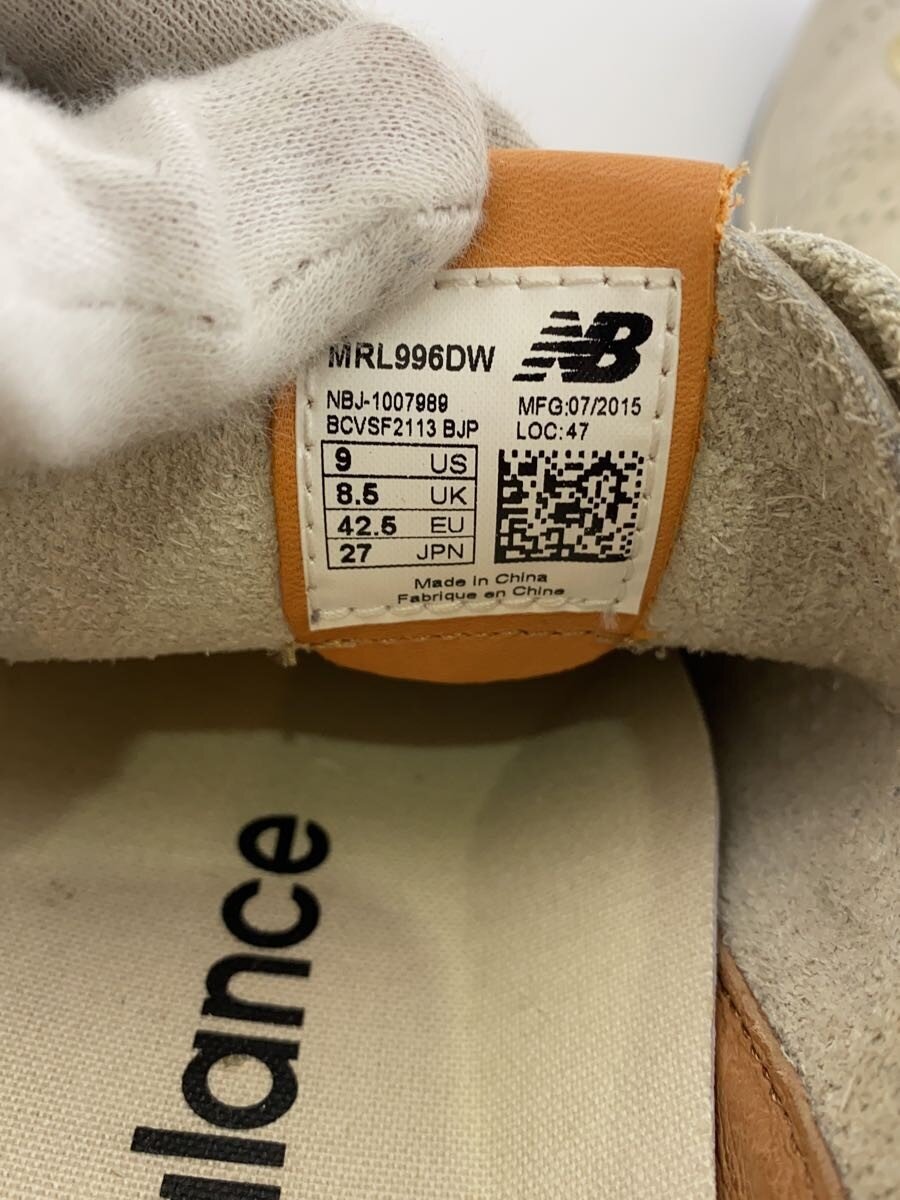 MRL996DW
NB
NBJ-1007989
MFG:07/2015
BCVSF2113 BJP
LOC:47
9 US
8.5 UK
42.5 EU
27 JPN
Made in China
Fabrique en Chine
llance